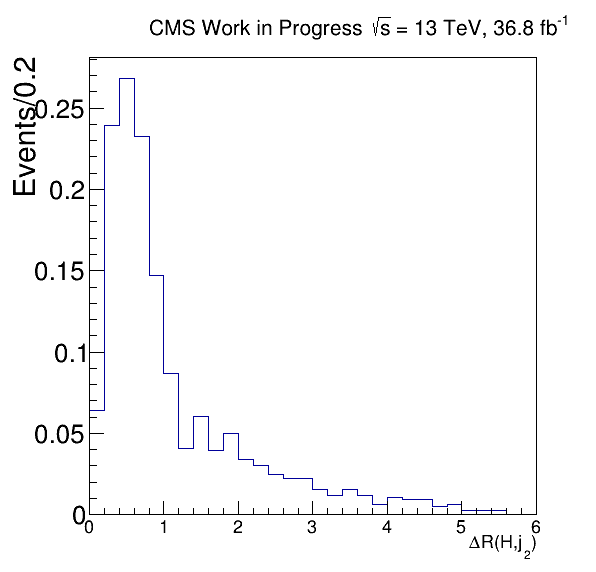 CMS Work in Progress √s = 13 TeV, 36.8 fb⁻¹
Events/0.2
0.25
0.2
0.15
0.1
0.05
0
0 1 2 3 4 5 6
ΔR(H,j₂)